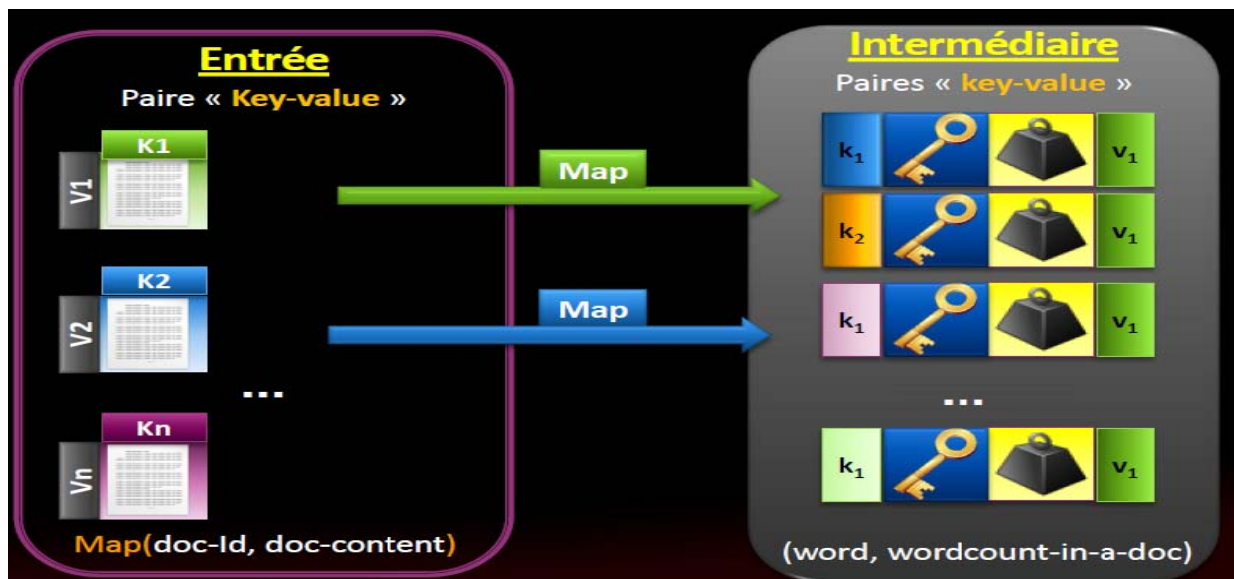 Entrée
Paire « Key-value »
K1
V1
K2
V2
...
Kn
Vn
Map(doc-Id, doc-content)
Map
Map
Intermédiaire
Paires « key-value »
k₁ v₁
k₂ v₁
k₁ v₁
...
k₁ v₁
(word, wordcount-in-a-doc)